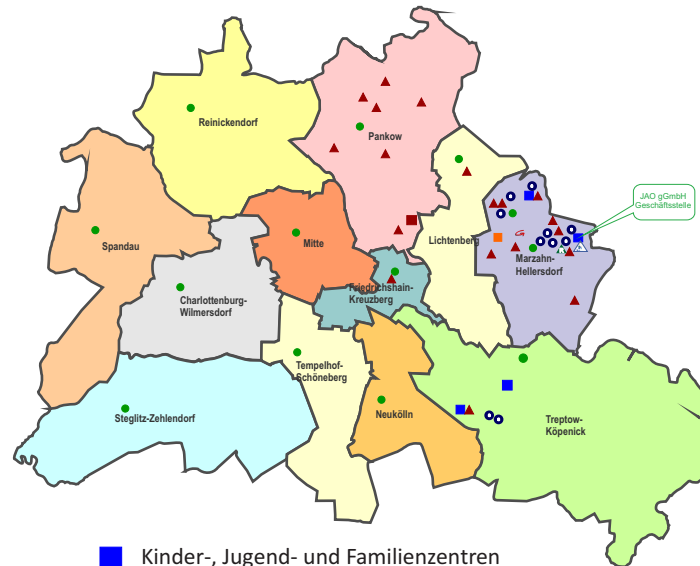 Reinickendorf
Pankow
JAO gGmbH
Geschäftsstelle
Spandau
Mitte
Lichtenberg
Marzahn-
Hellersdorf
Charlottenburg-
Wilmersdorf
Friedrichshain-
Kreuzberg
Tempelhof-
Schöneberg
Steglitz-Zehlendorf
Neukölln
Treptow-
Köpenick
Kinder-, Jugend- und Familienzentren